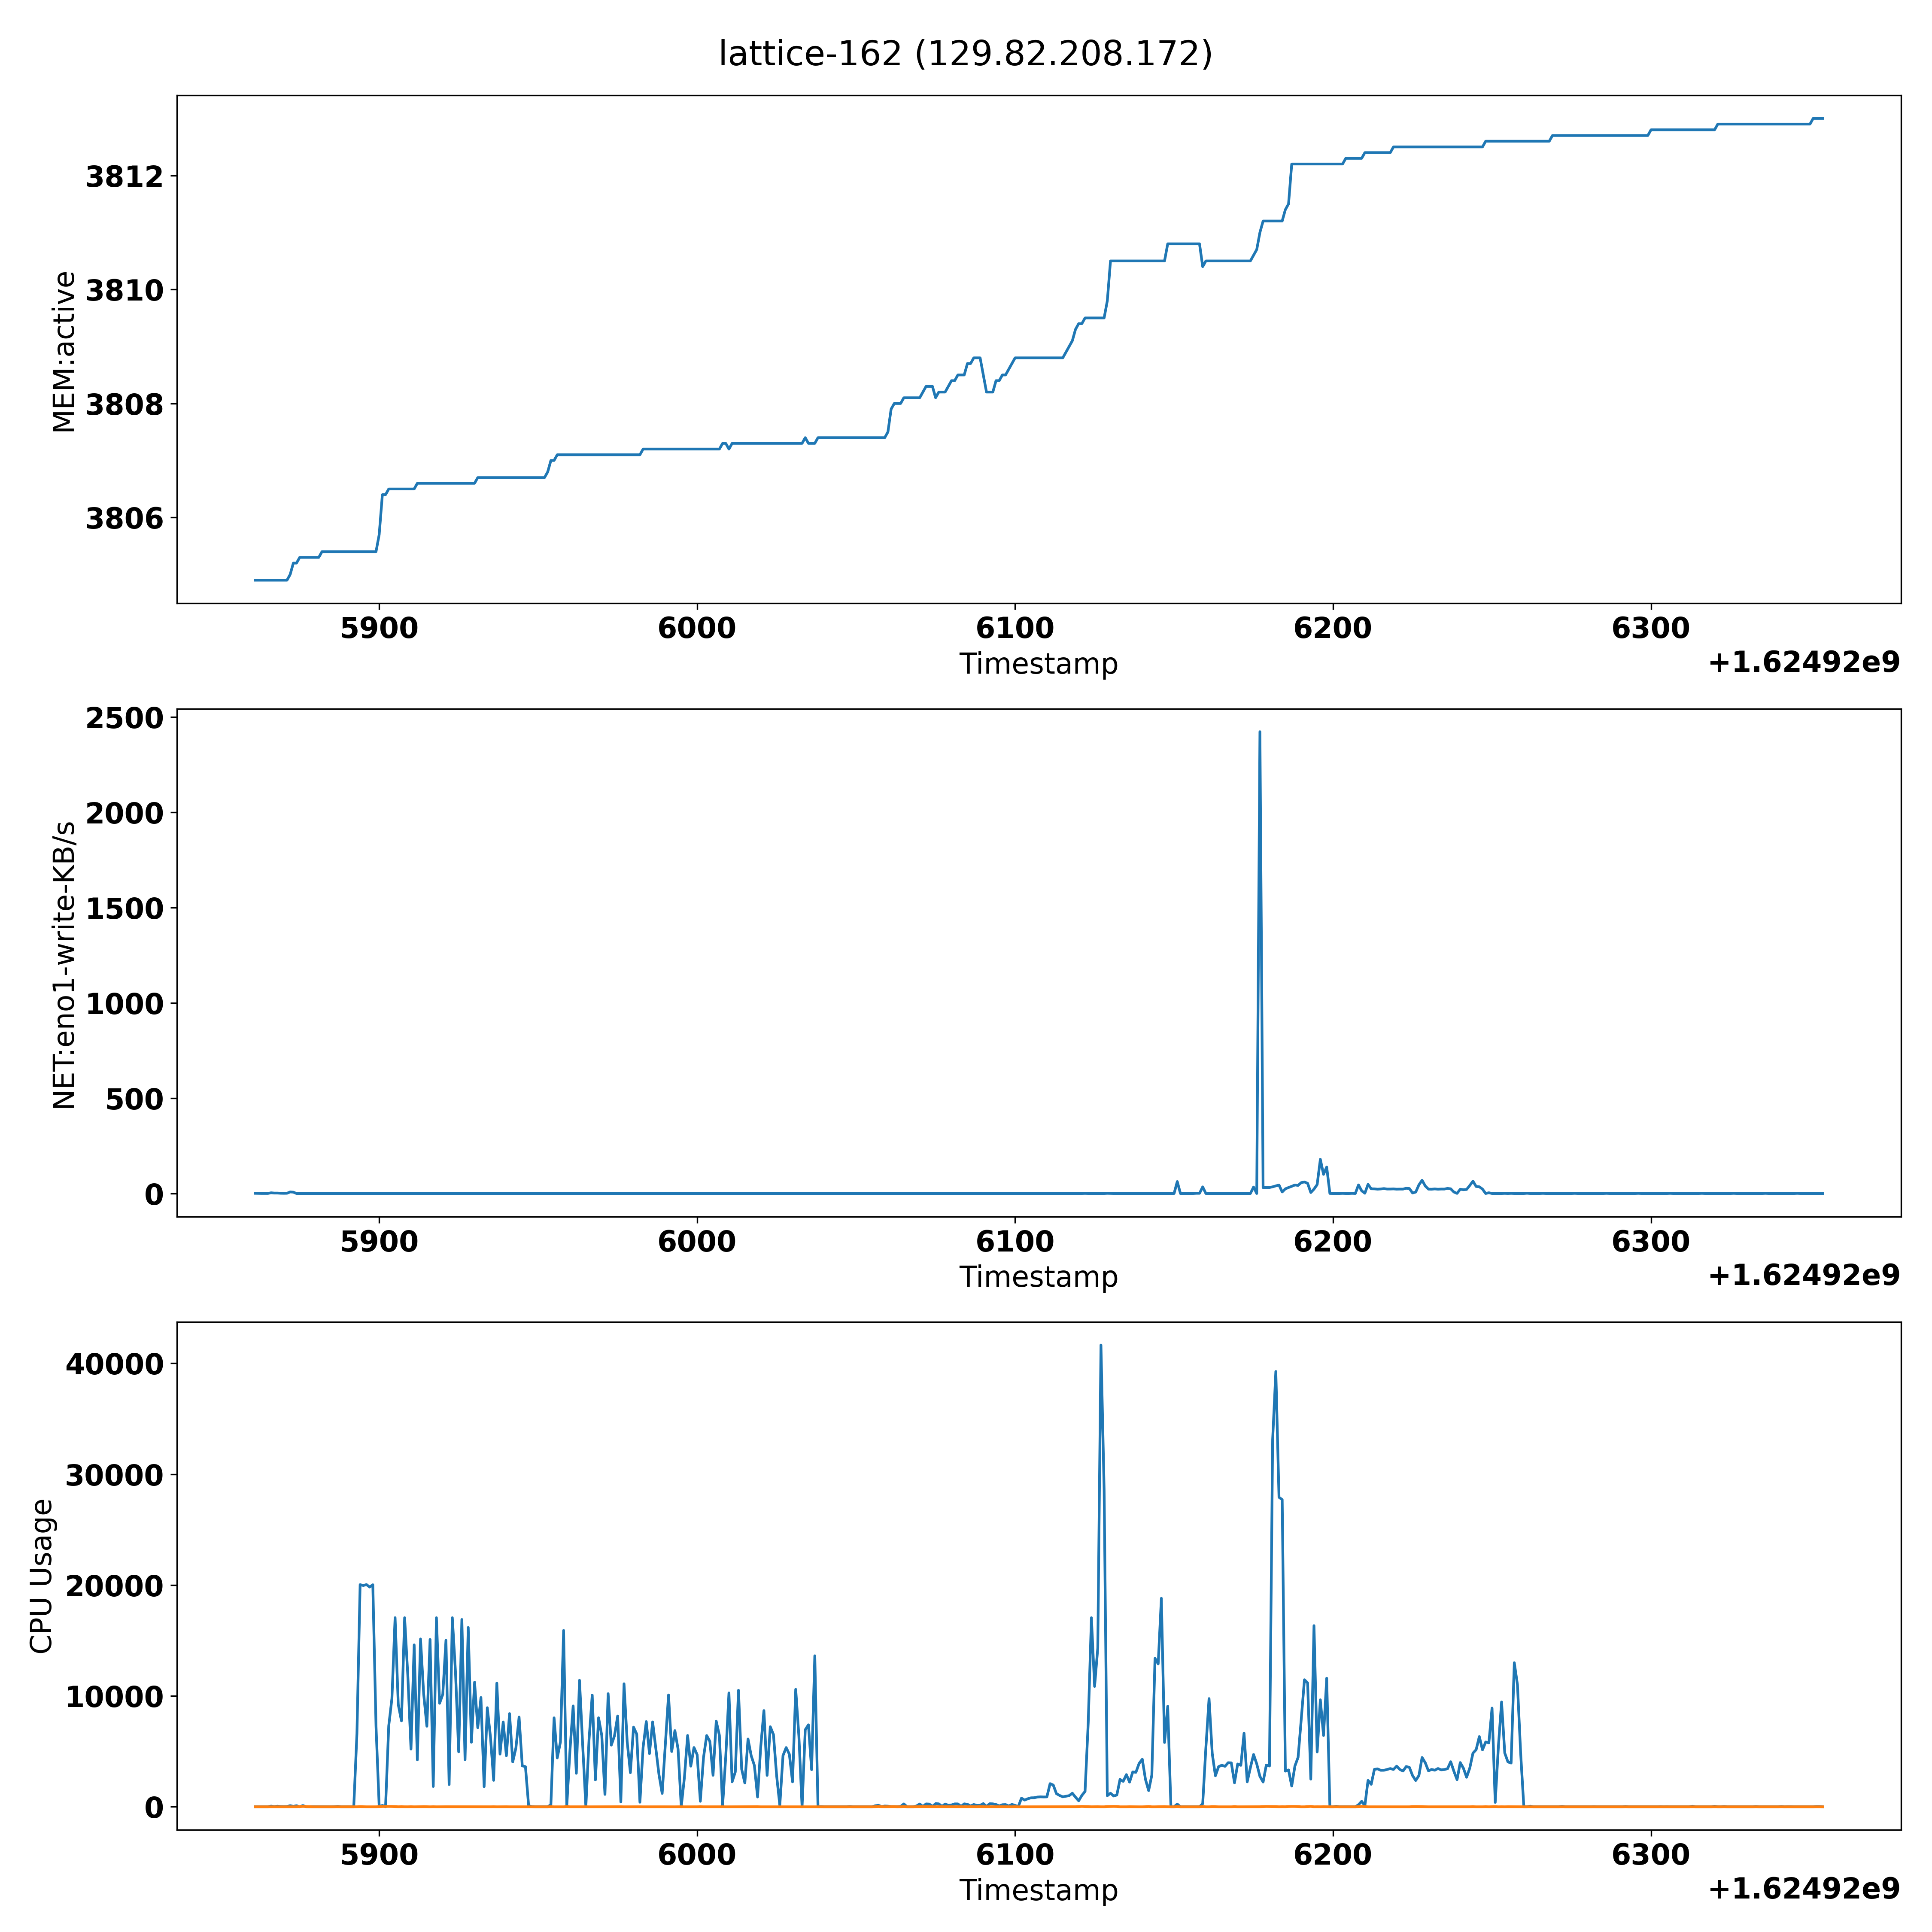 lattice-162 (129.82.208.172)
MEM:active
3812
3810
3808
3806
5900 6000 6100 6200 6300
Timestamp
+1.62492e9
NET:eno1-write-KB/s
2500
2000
1500
1000
500
0
5900 6000 6100 6200 6300
Timestamp
+1.62492e9
CPU Usage
40000
30000
20000
10000
0
5900 6000 6100 6200 6300
Timestamp
+1.62492e9